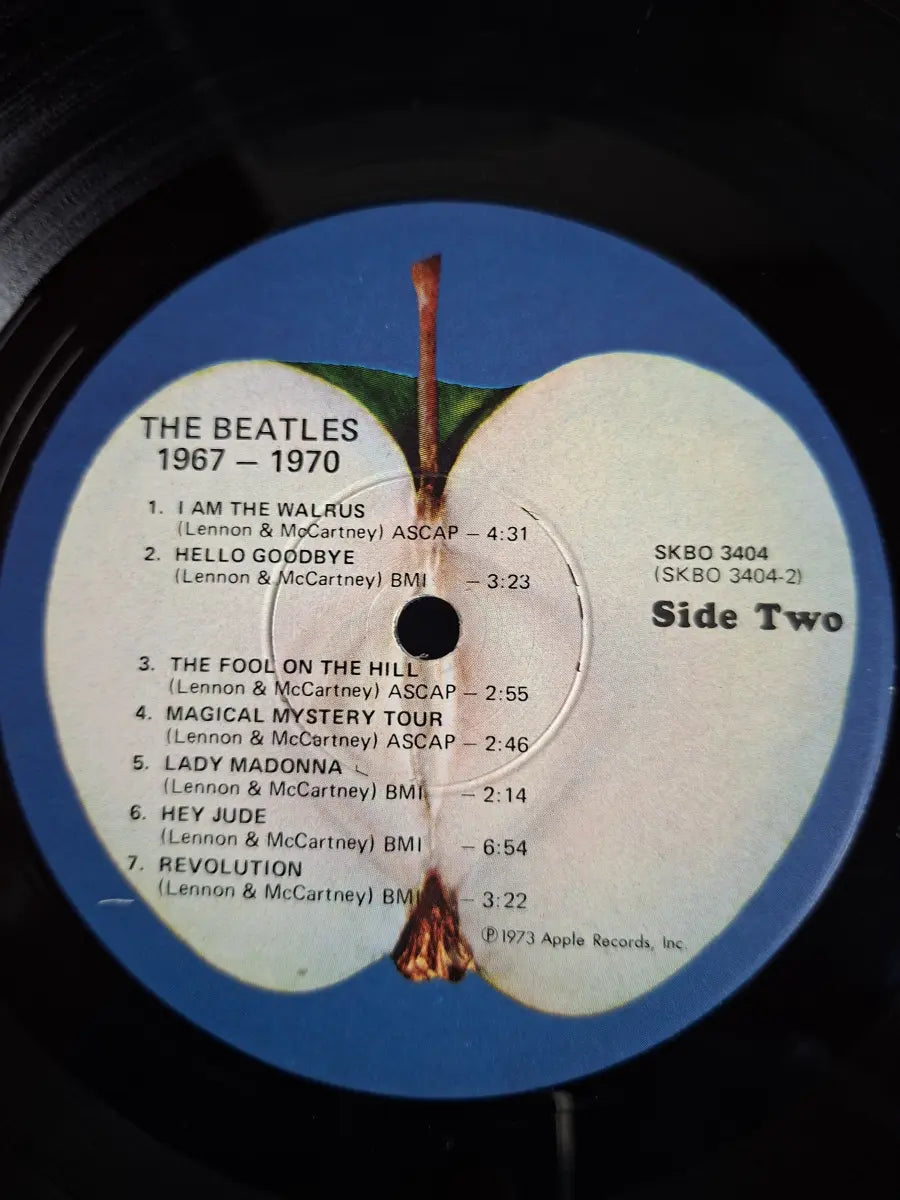 THE BEATLES
1967 – 1970
1. I AM THE WALRUS
(Lennon & McCartney) ASCAP – 4:31
2. HELLO GOODBYE
(Lennon & McCartney) BMI – 3:23
3. THE FOOL ON THE HILL
(Lennon & McCartney) ASCAP – 2:55
4. MAGICAL MYSTERY TOUR
(Lennon & McCartney) ASCAP – 2:46
5. LADY MADONNA
(Lennon & McCartney) BMI – 2:14
6. HEY JUDE
(Lennon & McCartney) BMI – 6:54
7. REVOLUTION
(Lennon & McCartney) BMI – 3:22
SKBO 3404
(SKBO 3404-2)
Side Two
℗1973 Apple Records, Inc.